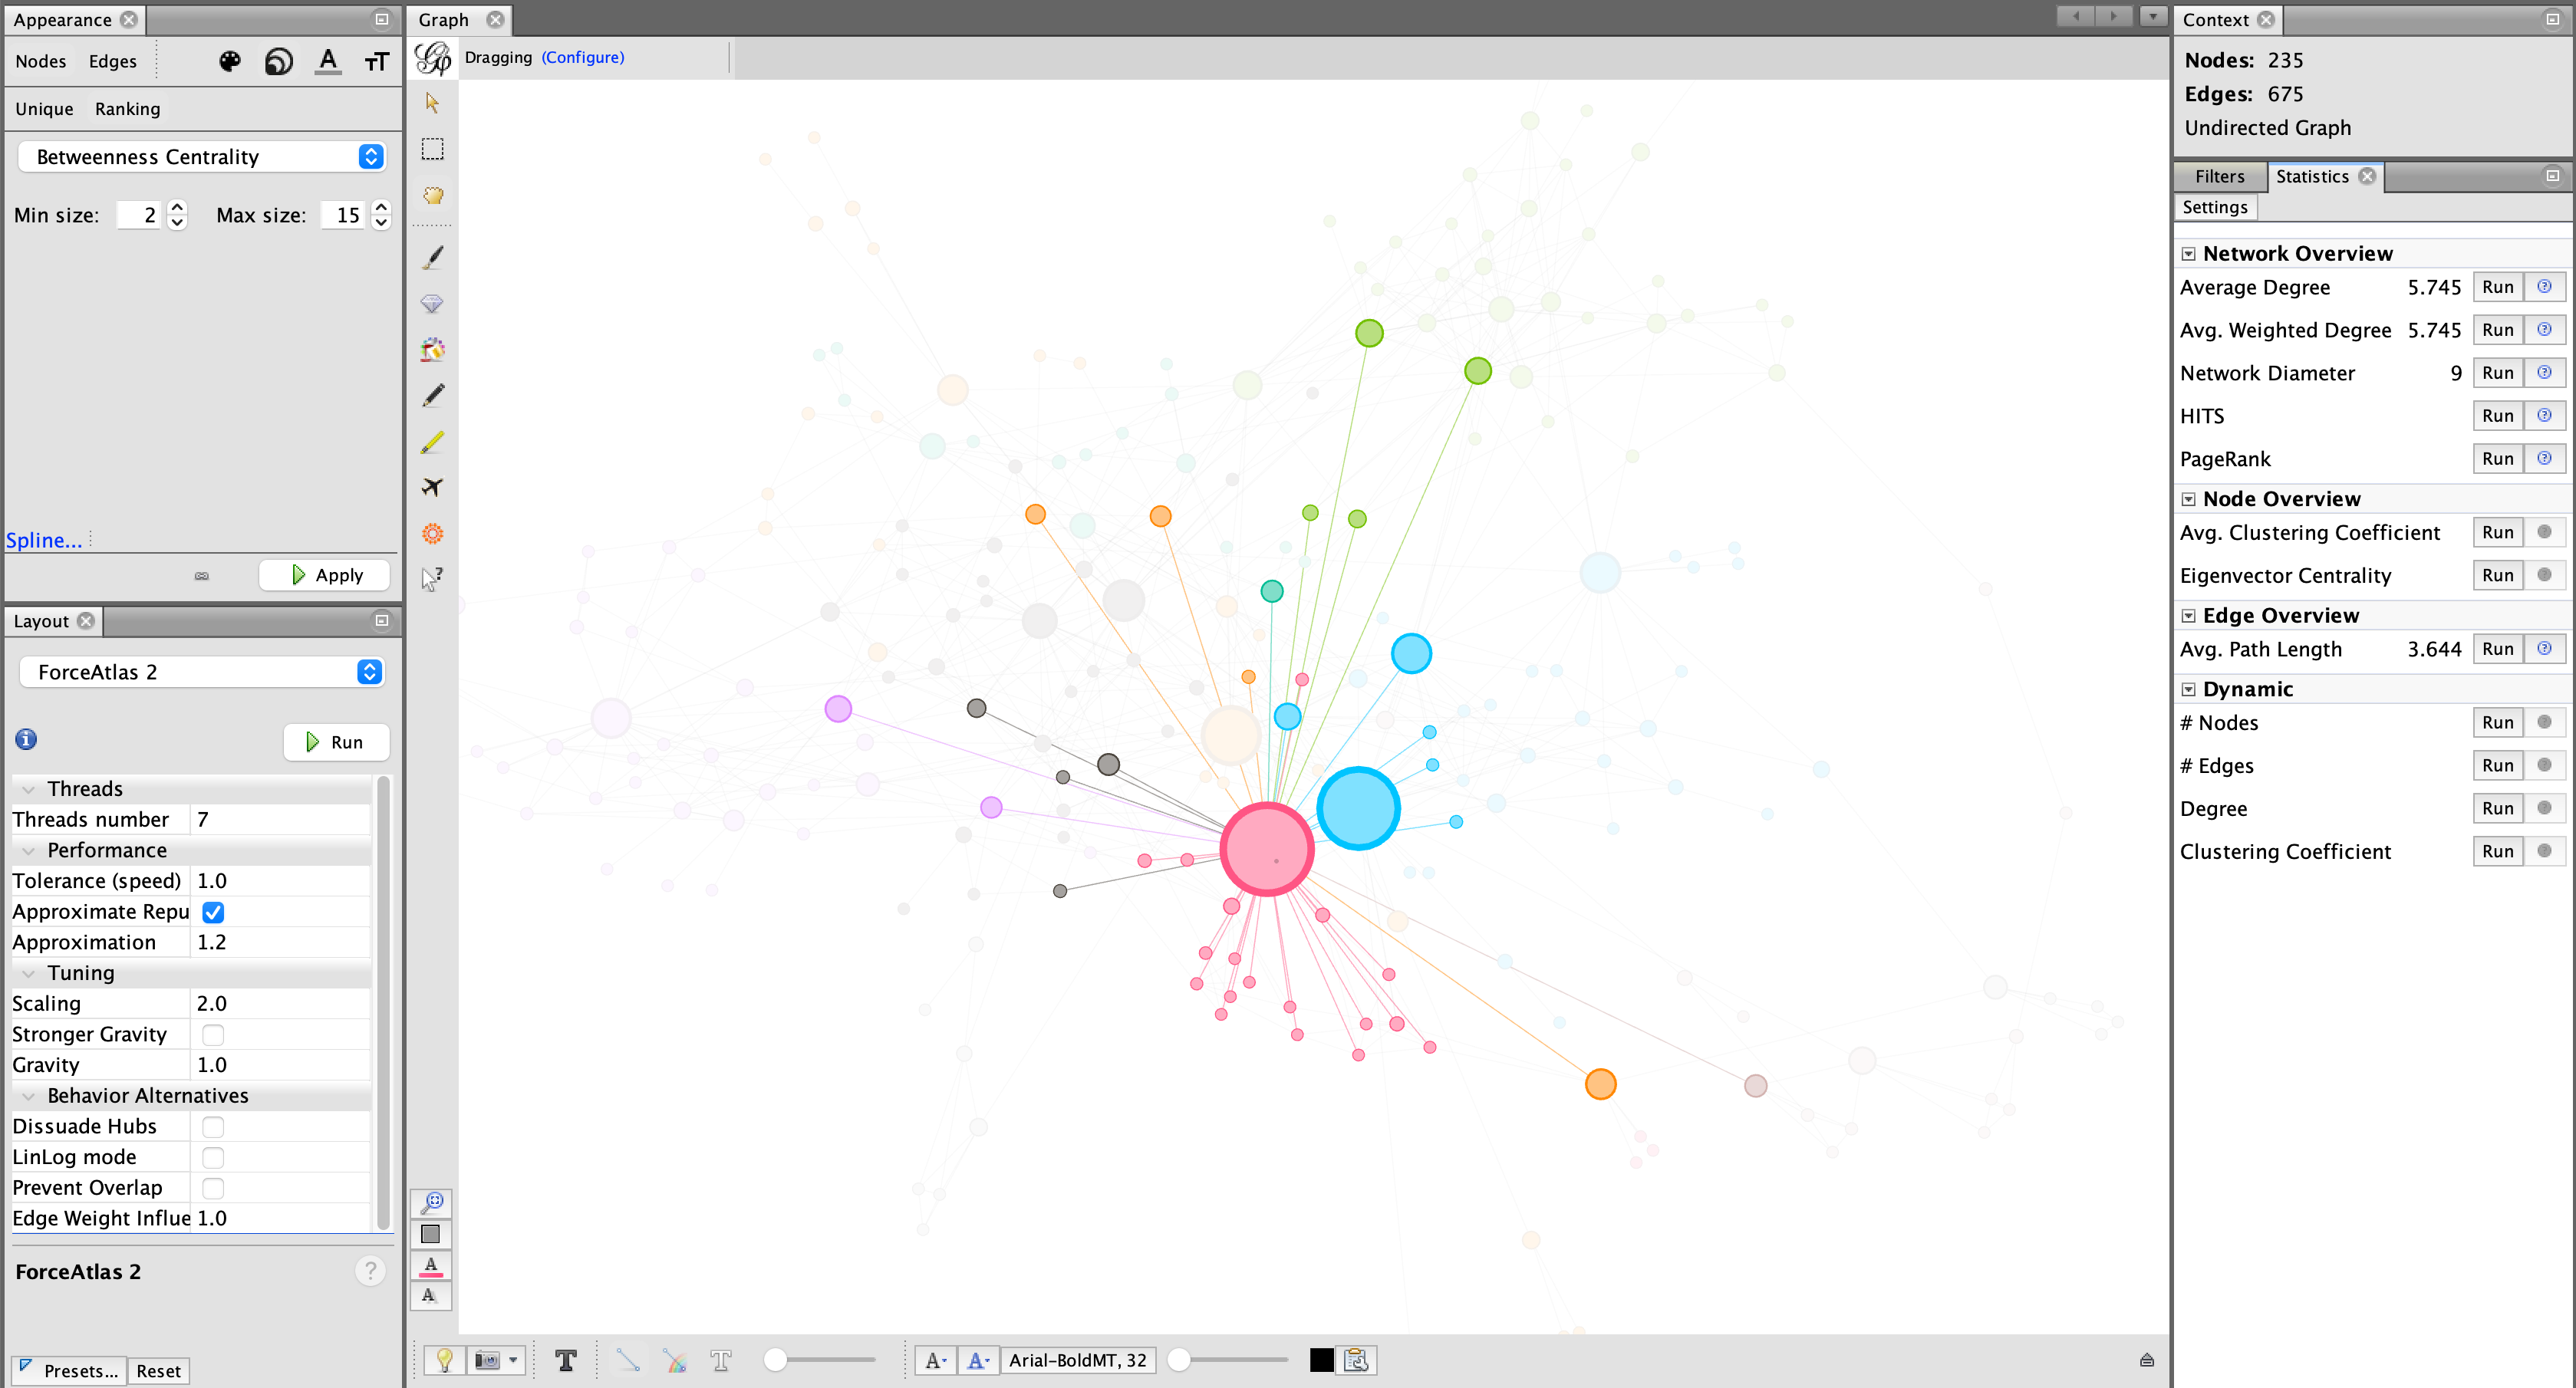 Appearance
Nodes Edges A TT
Unique Ranking
Betweenness Centrality
Min size: 2 Max size: 15
Spline...
Apply
Layout
ForceAtlas 2
Run
Threads
Threads number 7
Performance
Tolerance (speed) 1.0
Approximate Repu
Approximation 1.2
Tuning
Scaling 2.0
Stronger Gravity
Gravity 1.0
Behavior Alternatives
Dissuade Hubs
LinLog mode
Prevent Overlap
Edge Weight Influe 1.0
ForceAtlas 2 ?
Presets... Reset
Graph
Dragging (Configure)
?
A
A
T T A- A- Arial-BoldMT, 32
Context
Nodes: 235
Edges: 675
Undirected Graph
Filters Statistics
Settings
Network Overview
Average Degree 5.745 Run ?
Avg. Weighted Degree 5.745 Run ?
Network Diameter 9 Run ?
HITS Run ?
PageRank Run ?
Node Overview
Avg. Clustering Coefficient Run ?
Eigenvector Centrality Run ?
Edge Overview
Avg. Path Length 3.644 Run ?
Dynamic
# Nodes Run ?
# Edges Run ?
Degree Run ?
Clustering Coefficient Run ?